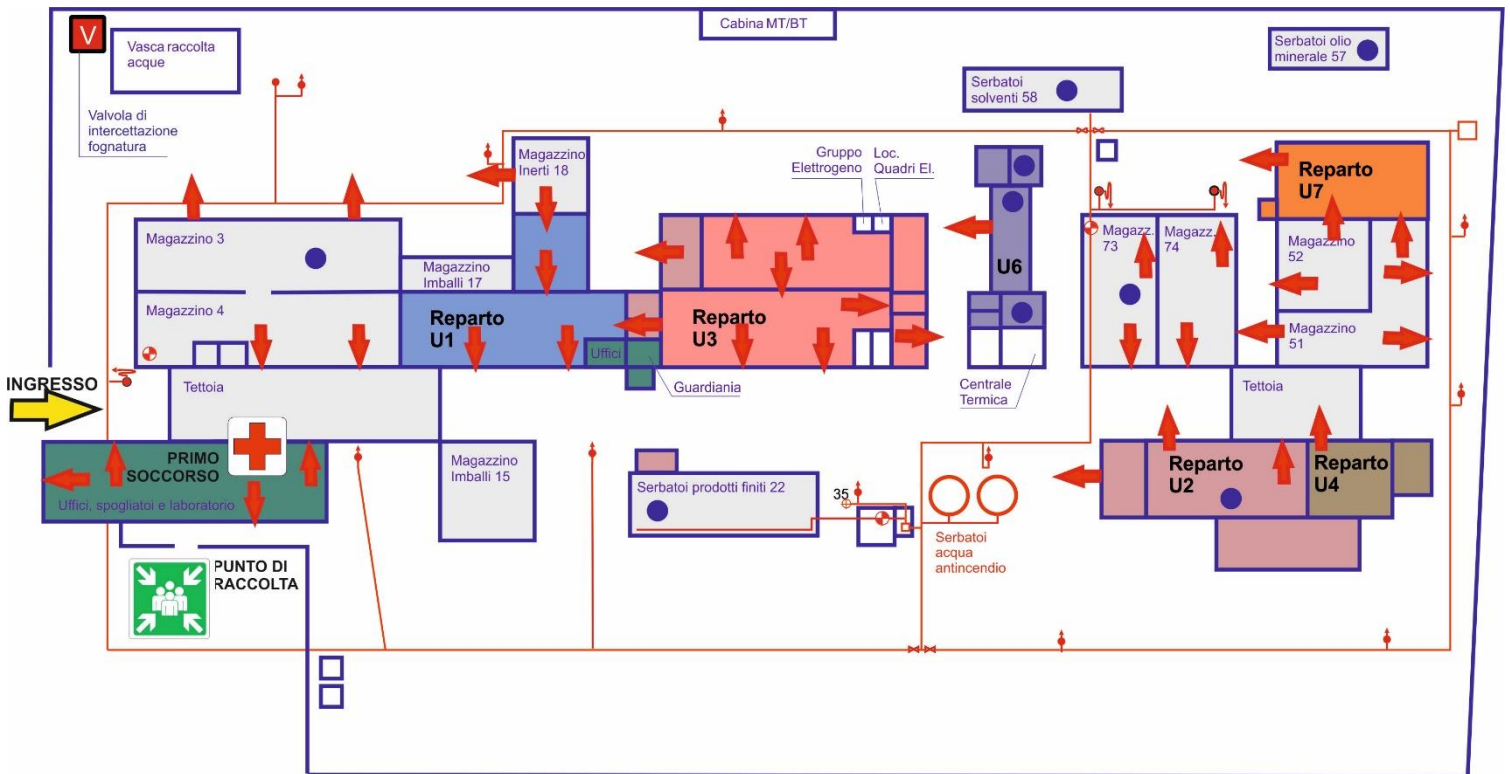 V
Vasca raccolta
acque
Cabina MT/BT
Serbatoi olio
minerale 57
Serbatoi
solventi 58
Valvola di
intercettazione
fognatura
Magazzino
Inerti 18
Gruppo
Elettrogeno
Loc.
Quadri El.
Reparto
U7
Magazzino 3
Magazzino
Imballi 17
U6
Magazz.
73
Magazz.
74
Magazzino
52
Magazzino 4
Reparto
U1
Reparto
U3
Magazzino
51
Uffici
INGRESSO
Tettoia
Guardiania
Centrale
Termica
Tettoia
PRIMO
SOCCORSO
Uffici, spogliatoi e laboratorio
Magazzino
Imballi 15
Serbatoi prodotti finiti 22
35
Reparto
U2
Reparto
U4
Serbatoi
acqua
antincendio
PUNTO DI
RACCOLTA